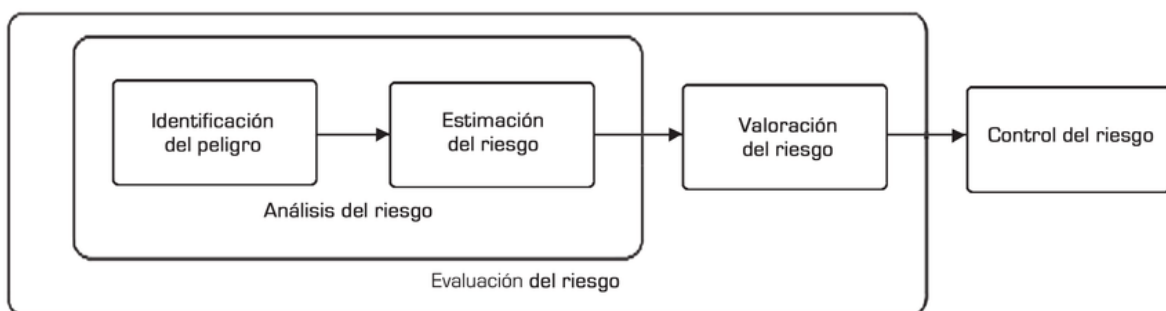 Identificación
del peligro
Estimación
del riesgo
Valoración
del riesgo
Control del riesgo
Análisis del riesgo
Evaluación del riesgo